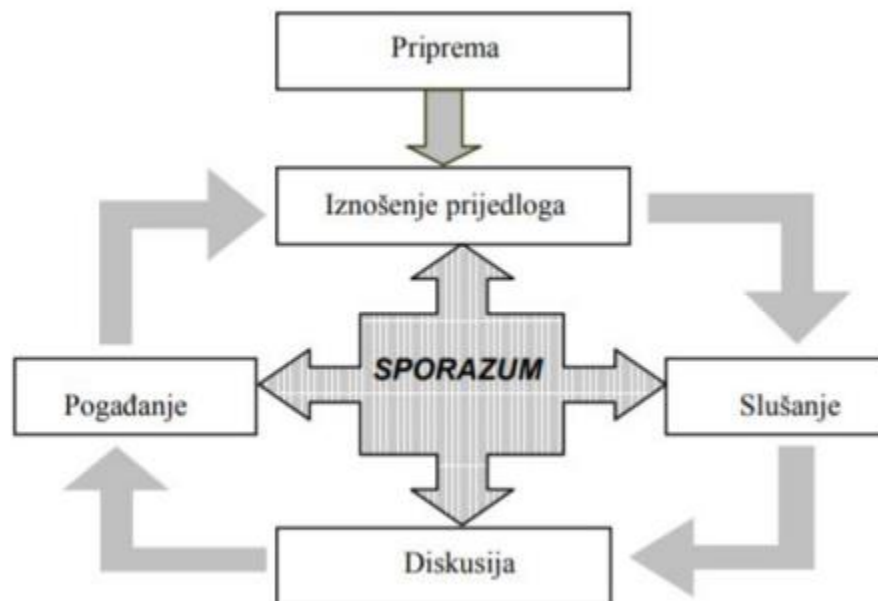 Priprema
Iznošenje prijedloga
SPORAZUM
Pogađanje
Slušanje
Diskusija